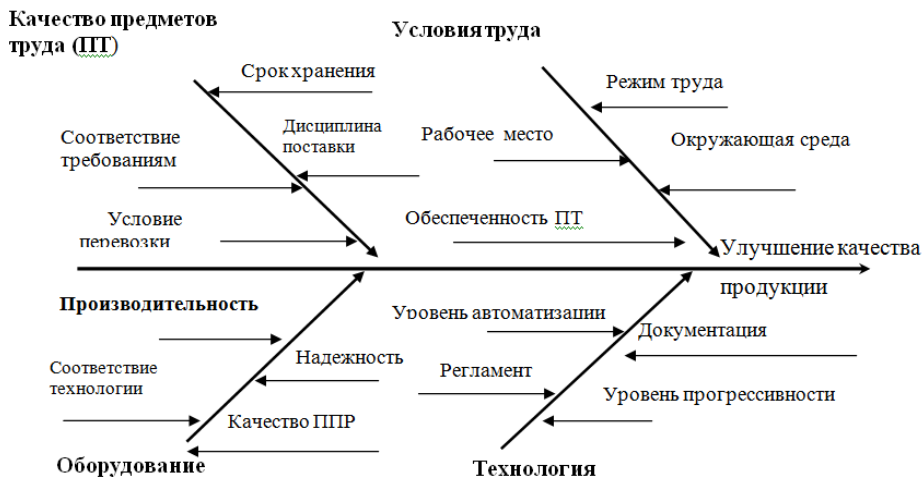 Качество предметов
труда (ПТ)
Условия труда
Срок хранения
Режим труда
Соответствие
требованиям
Дисциплина
поставки
Рабочее место
Окружающая среда
Условие
перевозки
Обеспеченность ПТ
Улучшение качества
продукции
Производительность
Уровень автоматизации
Документация
Соответствие
технологии
Надежность
Регламент
Уровень прогрессивности
Качество ППР
Оборудование
Технология